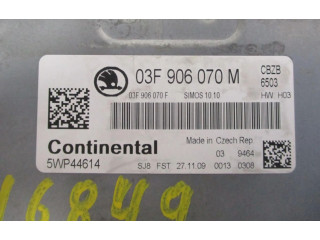 03F 906 070 M
CBZB
6503
03F 906 070 F SIMOS 10.10 HW: H03
Continental
5WP44614
Made in Czech Rep
03 9464
SJ8 FST 27.11.09 0013 0308
16849